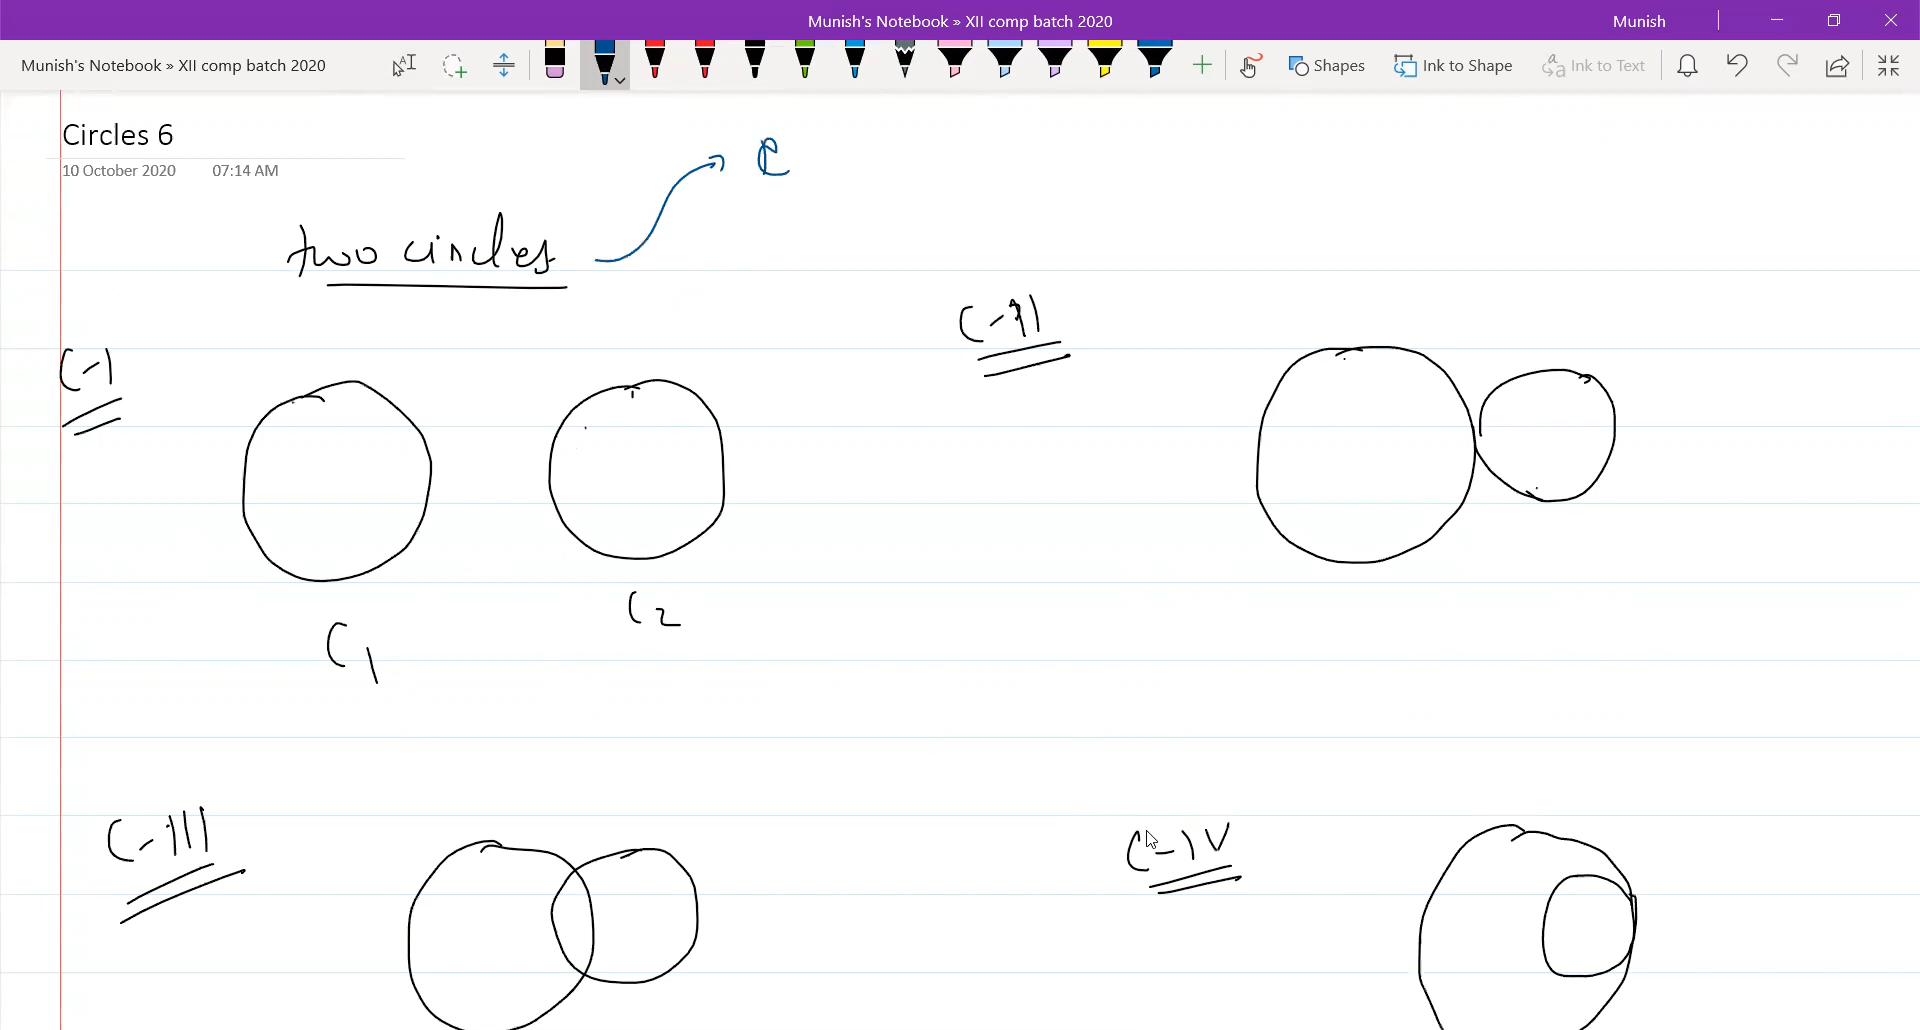 Munish's Notebook » XII comp batch 2020
Munish
Munish's Notebook » XII comp batch 2020
Shapes
Ink to Shape
Ink to Text
Circles 6
10 October 2020 07:14 AM
two circles
C-I
C-II
C1
C2
C-III
C-IV